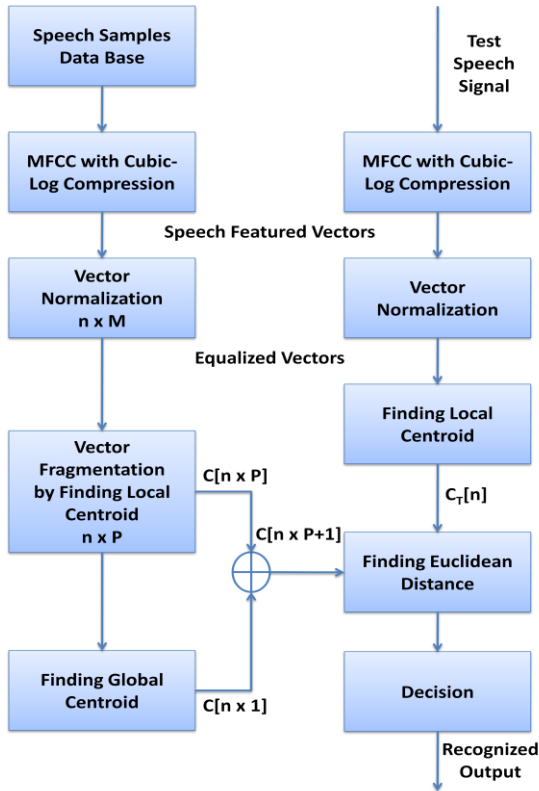 Speech Samples
Data Base
Test
Speech
Signal
MFCC with Cubic-
Log Compression
MFCC with Cubic-
Log Compression
Speech Featured Vectors
Vector
Normalization
n x M
Vector
Normalization
Equalized Vectors
Finding Local
Centroid
Vector
Fragmentation
by Finding Local
Centroid
n x P
C[n x P]
C_T[n]
C[n x P+1]
Finding Euclidean
Distance
Finding Global
Centroid
C[n x 1]
Decision
Recognized
Output